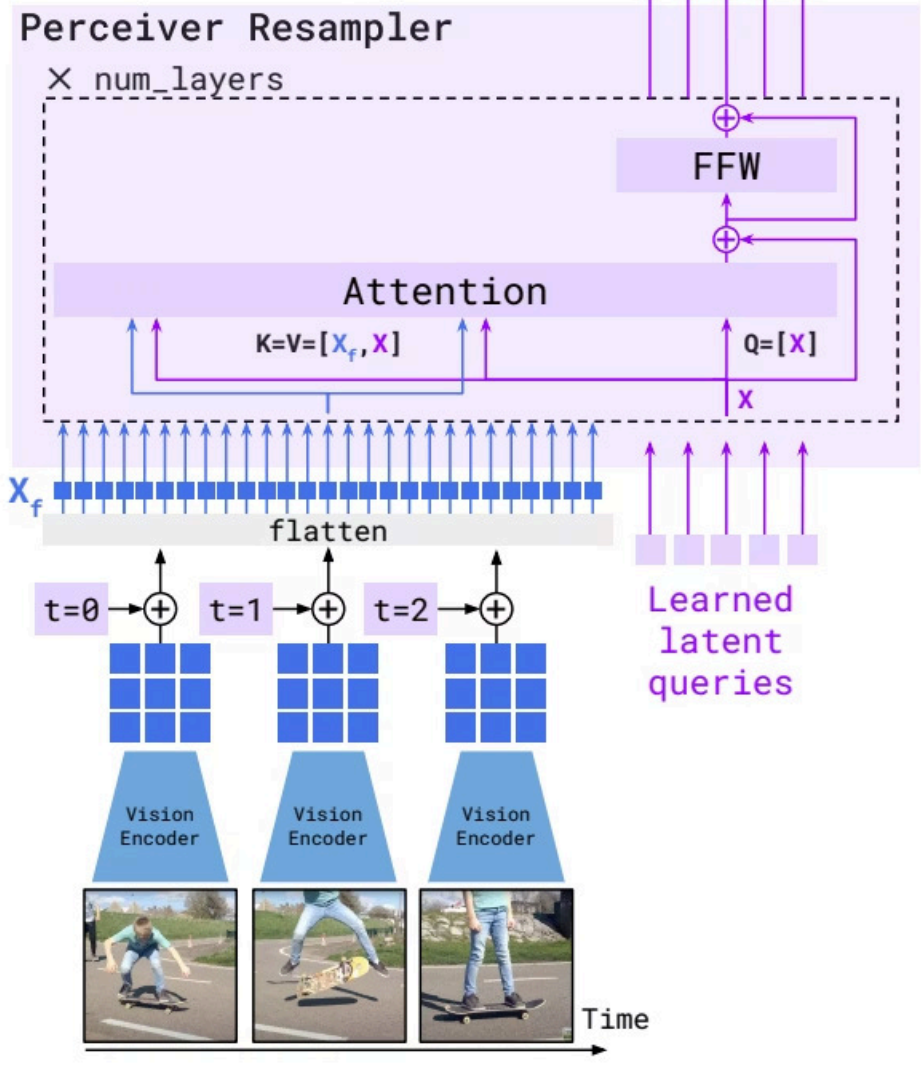 Perceiver Resampler
× num_layers
FFW
Attention
K=V=[Xf,X]
Q=[X]
X
Xf
flatten
t=0
t=1
t=2
Learned
latent
queries
Vision
Encoder
Vision
Encoder
Vision
Encoder
Time